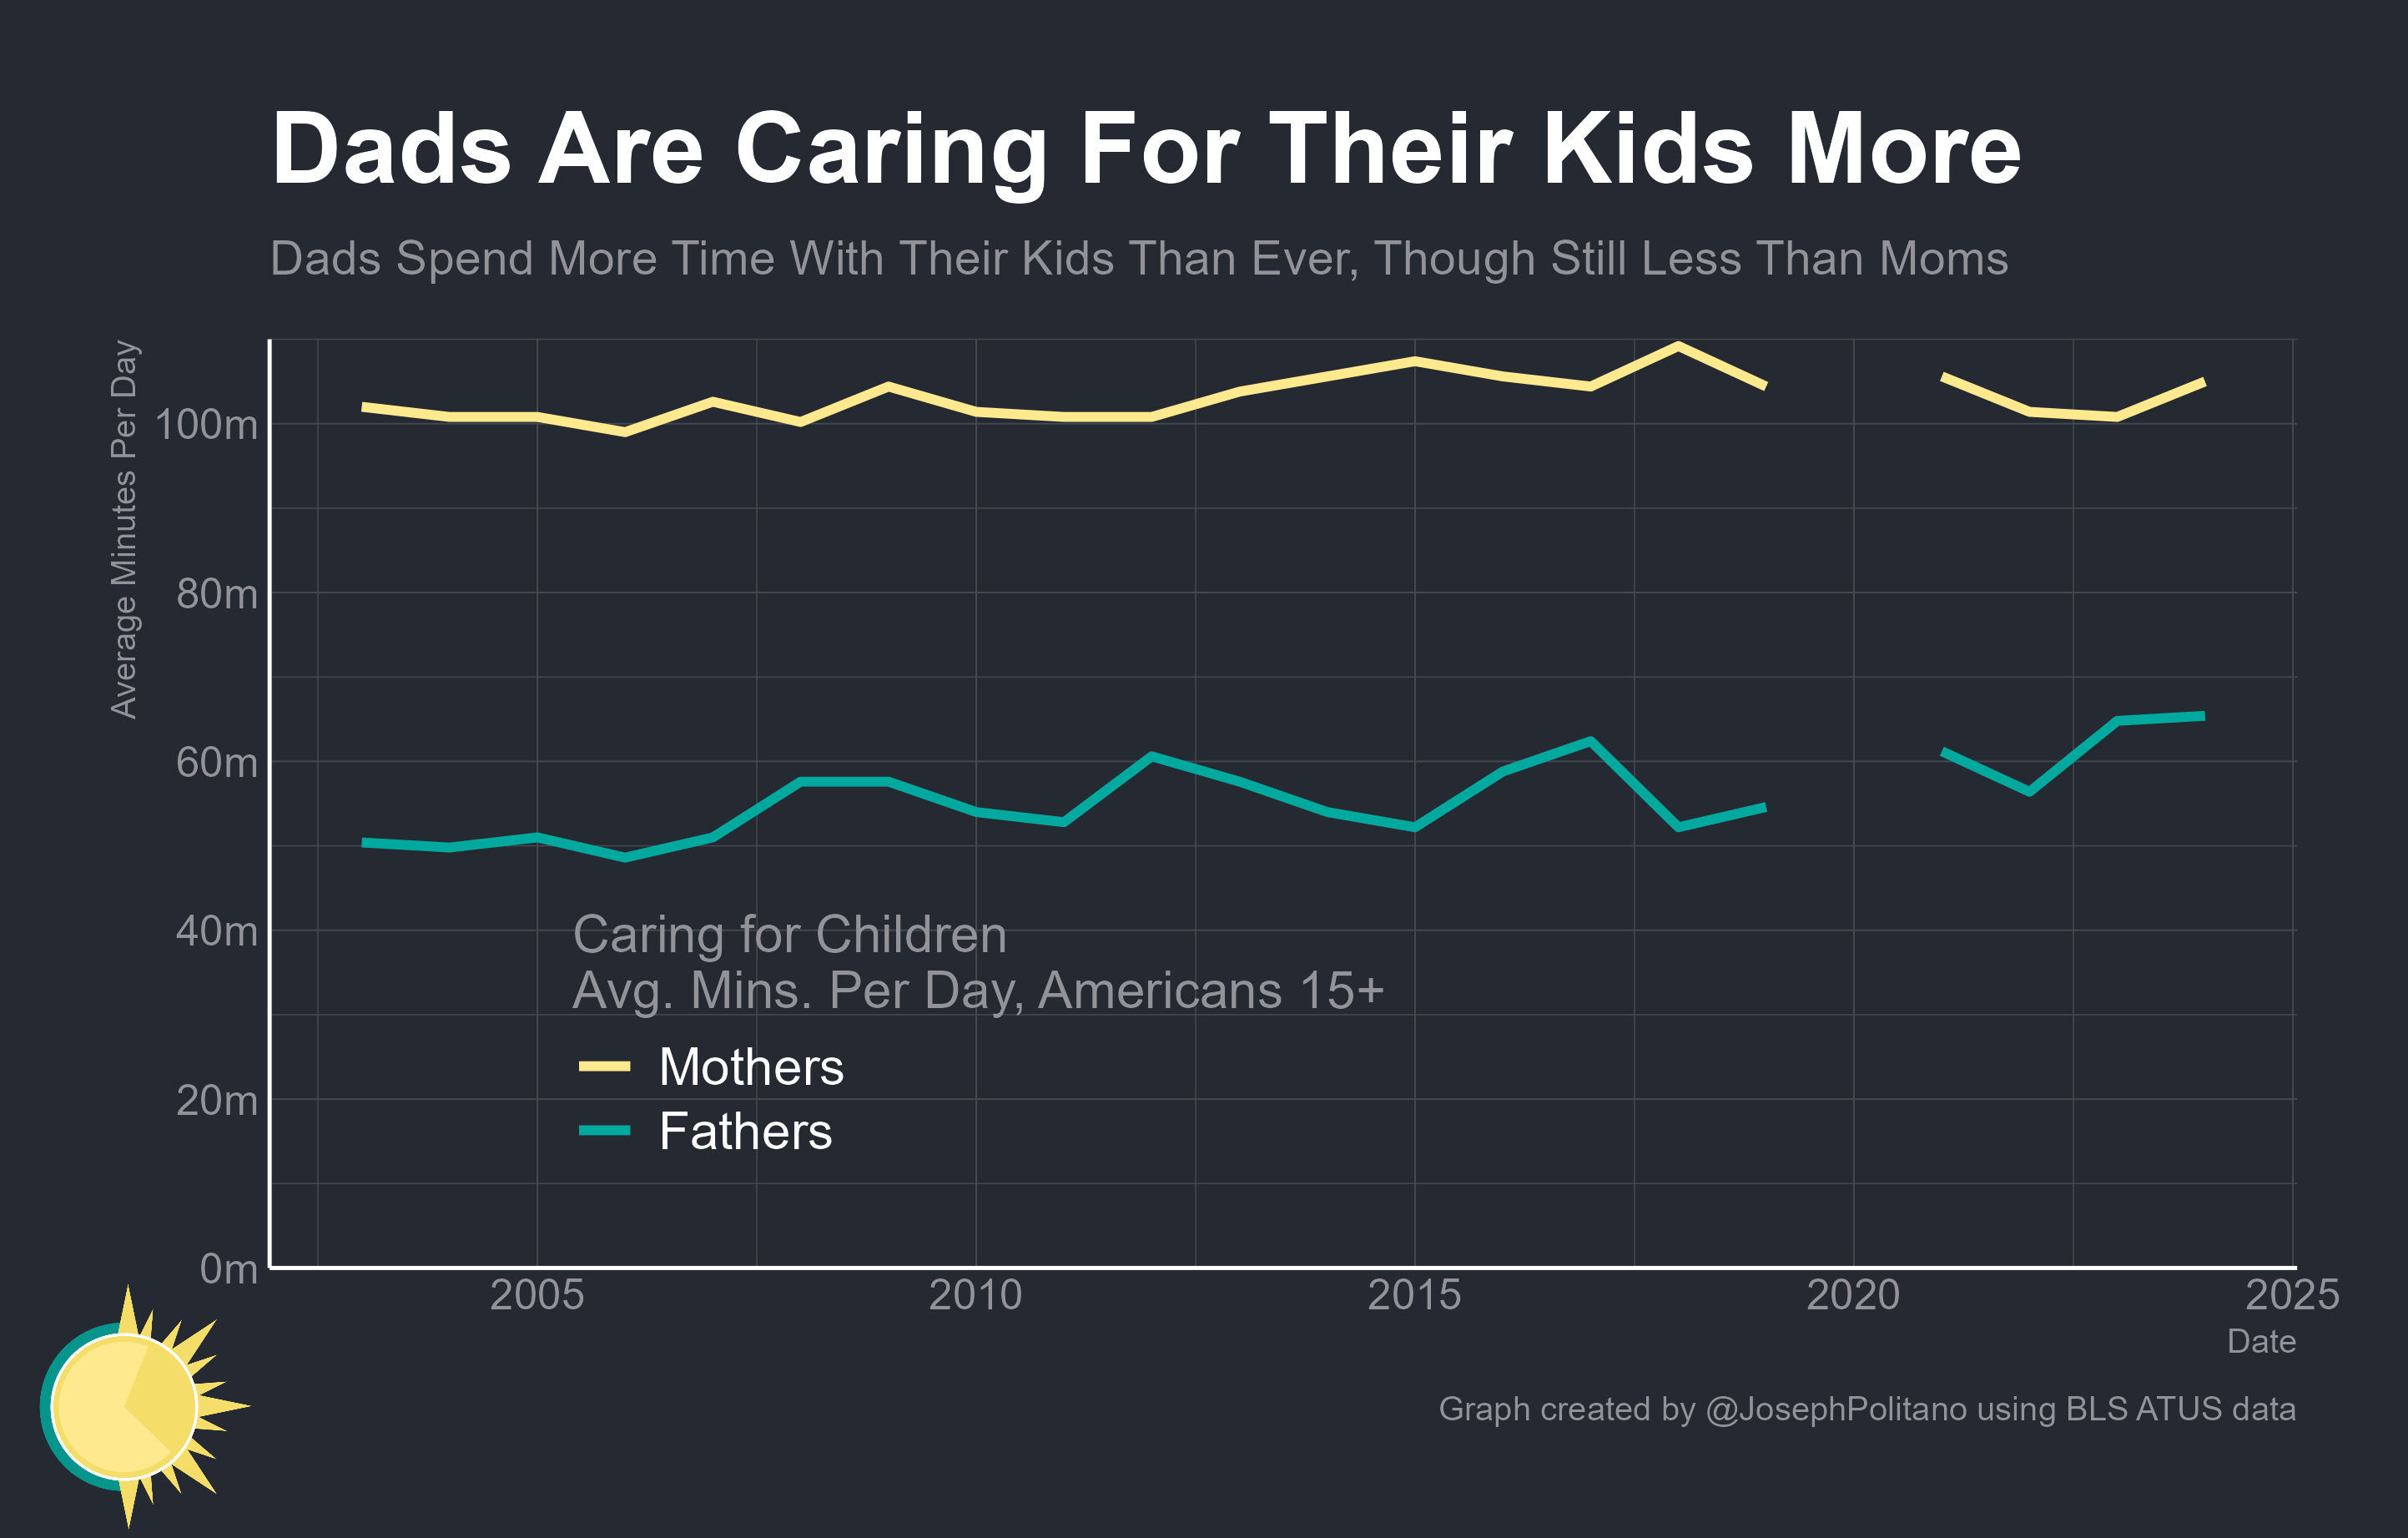 Dads Are Caring For Their Kids More
Dads Spend More Time With Their Kids Than Ever, Though Still Less Than Moms
Average Minutes Per Day
100m
80m
60m
40m
20m
0m
Caring for Children
Avg. Mins. Per Day, Americans 15+
Mothers
Fathers
2005
2010
2015
2020
2025
Date
Graph created by @JosephPolitano using BLS ATUS data